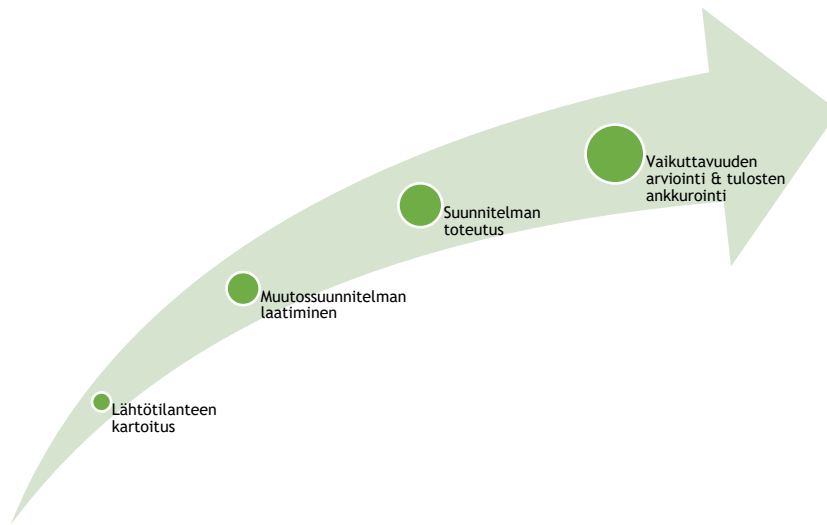 Vaikuttavuuden
arviointi & tulosten
ankkurointi
Suunnitelman
toteutus
Muutossuunnitelman
laatiminen
Lähtötilanteen
kartoitus